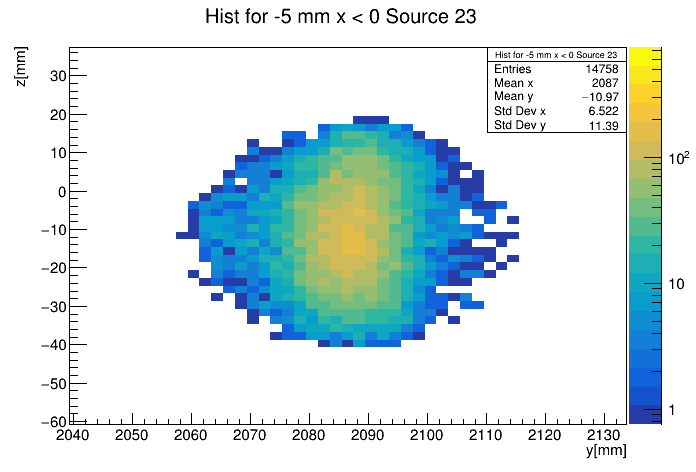 Hist for -5 mm x < 0 Source 23
z[mm]
Hist for -5 mm x < 0 Source 23
Entries 14758
Mean x 2087
Mean y −10.97
Std Dev x 6.522
Std Dev y 11.39
30
20
10
0
−10
−20
−30
−40
−50
−60
2040 2050 2060 2070 2080 2090 2100 2110 2120 2130
y[mm]
10²
10
1